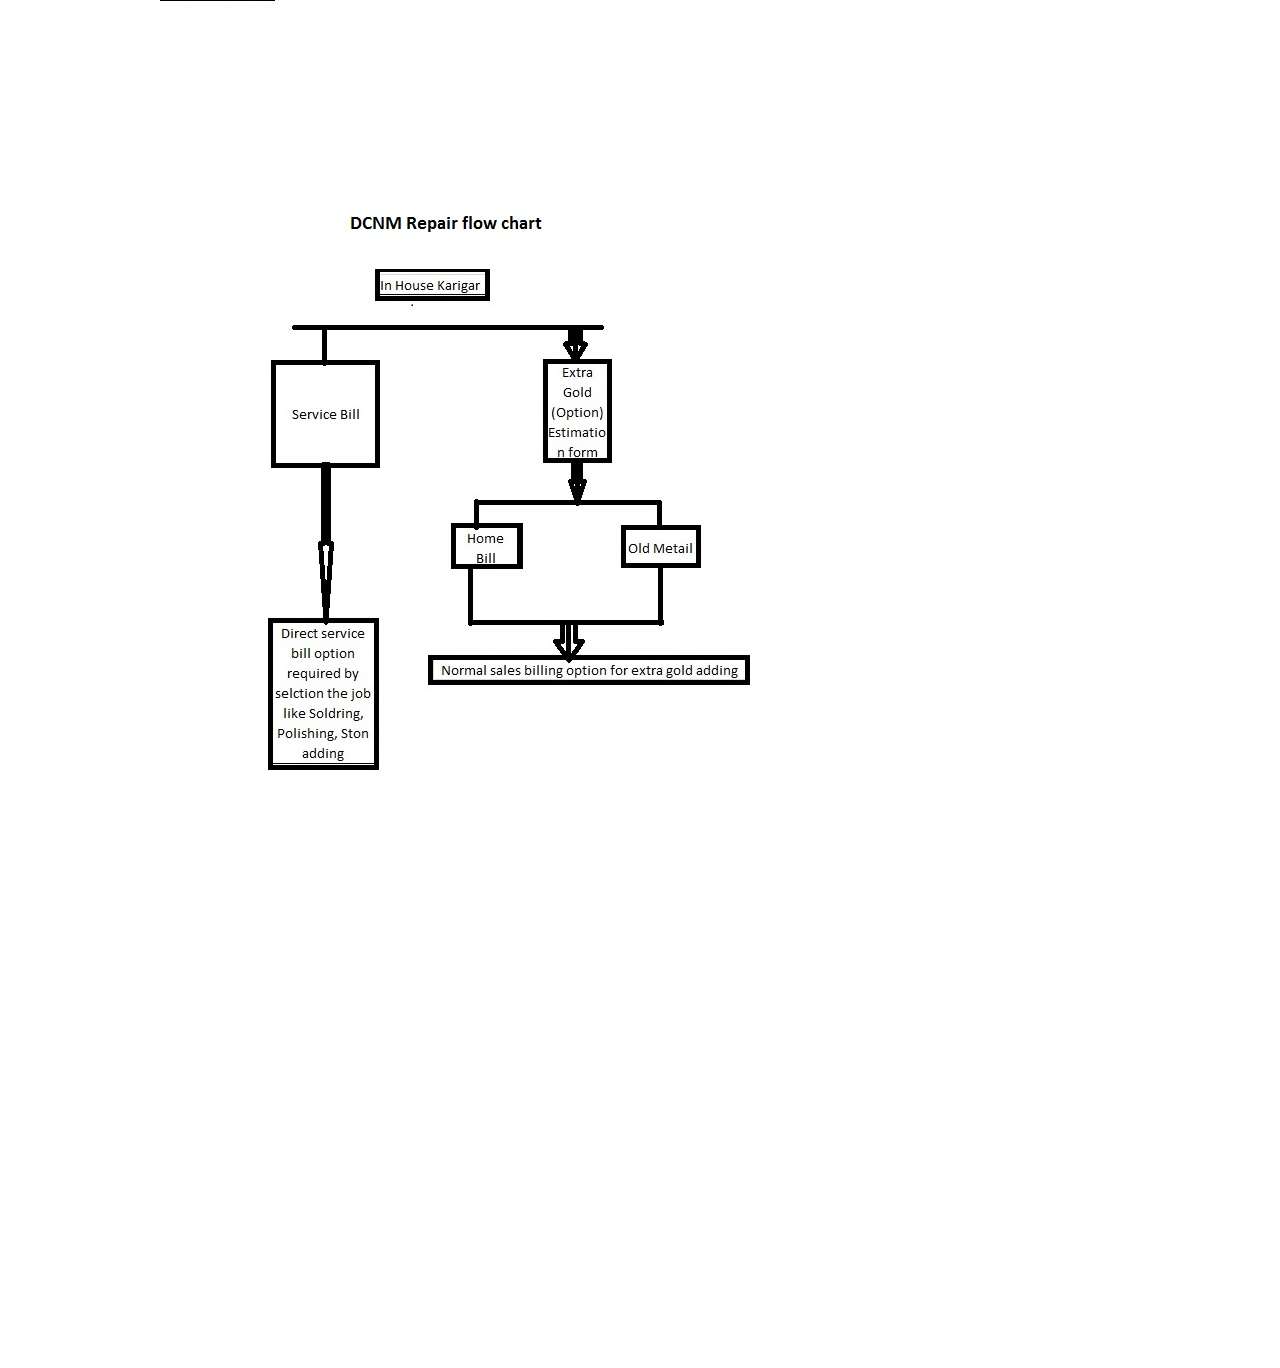 DCNM Repair flow chart
In House Karigar
Service Bill
Extra
Gold
(Option)
Estimatio
n form
Home
Bill
Old Metail
Direct service
bill option
required by
selction the job
like Soldring,
Polishing, Ston
adding
Normal sales billing option for extra gold adding